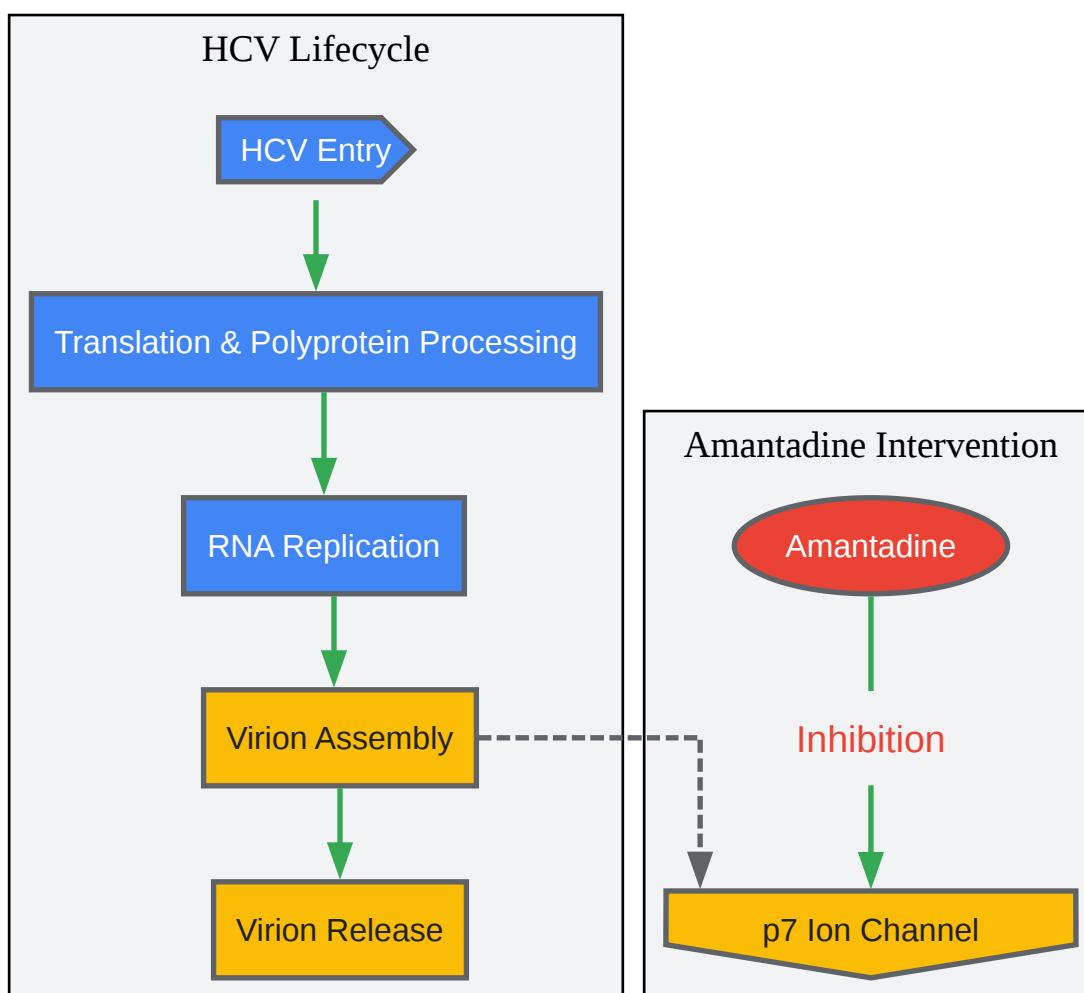 HCV Lifecycle
HCV Entry
Translation & Polyprotein Processing
RNA Replication
Virion Assembly
Virion Release
Amantadine Intervention
Amantadine
Inhibition
p7 Ion Channel